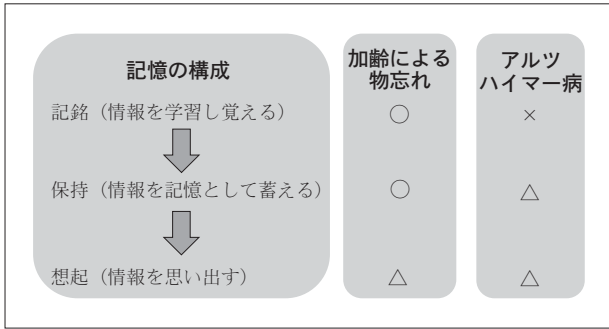 記憶の構成
加齢による
物忘れ
アルツ
ハイマー病
記銘（情報を学習し覚える） ○ ×
保持（情報を記憶として蓄える） ○ △
想起（情報を思い出す） △ △